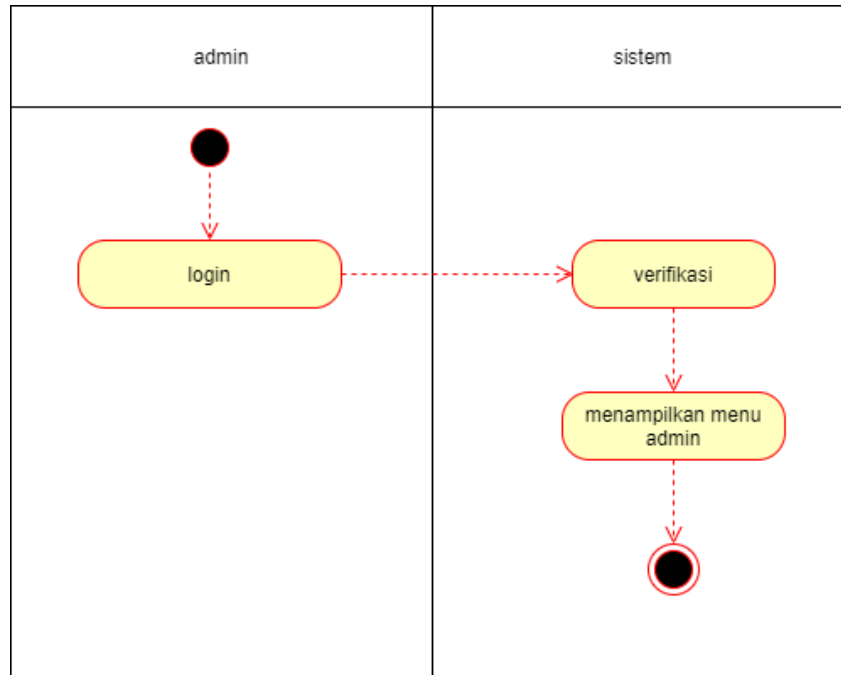 admin
sistem
login
verifikasi
menampilkan menu
admin